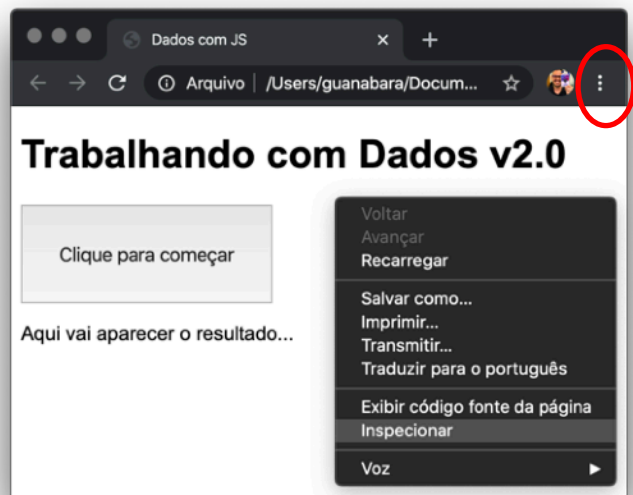 Dados com JS
Arquivo | /Users/guanabara/Docum...
Trabalhando com Dados v2.0
Clique para começar
Aqui vai aparecer o resultado...
Voltar
Avançar
Recarregar
Salvar como...
Imprimir...
Transmitir...
Traduzir para o português
Exibir código fonte da página
Inspecionar
Voz